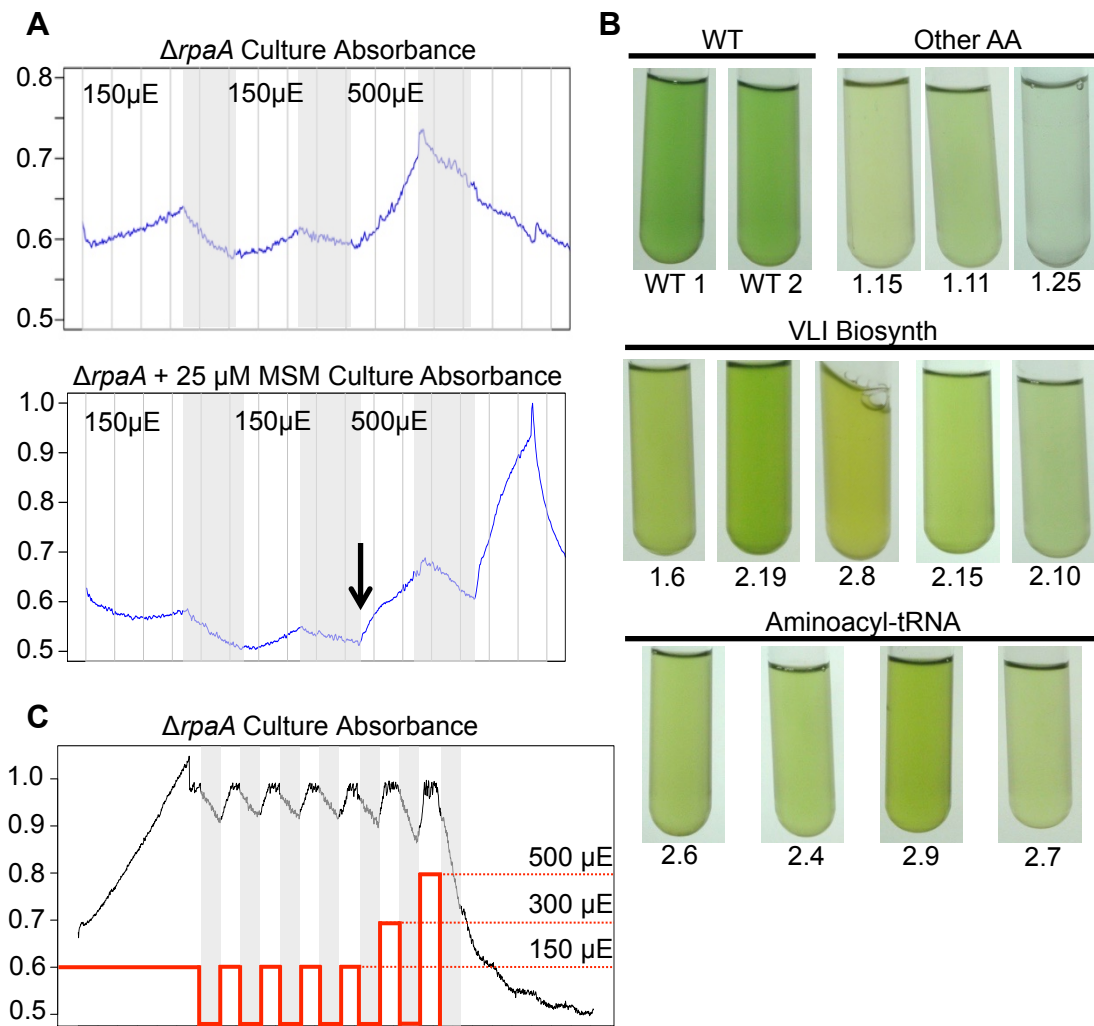 A
ΔrpaA Culture Absorbance
0.8
0.7
0.6
0.5
150µE
150µE
500µE
ΔrpaA + 25 µM MSM Culture Absorbance
1.0
0.9
0.8
0.7
0.6
0.5
150µE
150µE
500µE
B
WT
Other AA
WT 1
WT 2
1.15
1.11
1.25
VLI Biosynth
1.6
2.19
2.8
2.15
2.10
Aminoacyl-tRNA
2.6
2.4
2.9
2.7
C
ΔrpaA Culture Absorbance
1.0
0.9
0.8
0.7
0.6
0.5
500 µE
300 µE
150 µE